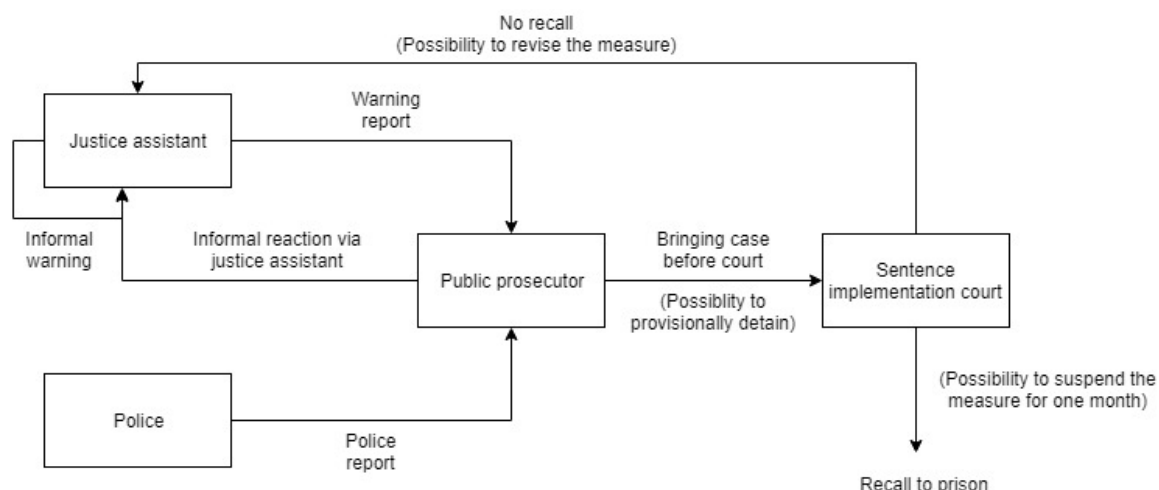 No recall
(Possibility to revise the measure)
Warning
report
Justice assistant
Informal
warning
Informal reaction via
justice assistant
Public prosecutor
Bringing case
before court
(Possiblity to
provisionally detain)
Sentence
implementation court
(Possibility to suspend the
measure for one month)
Police
Police
report
Recall to prison